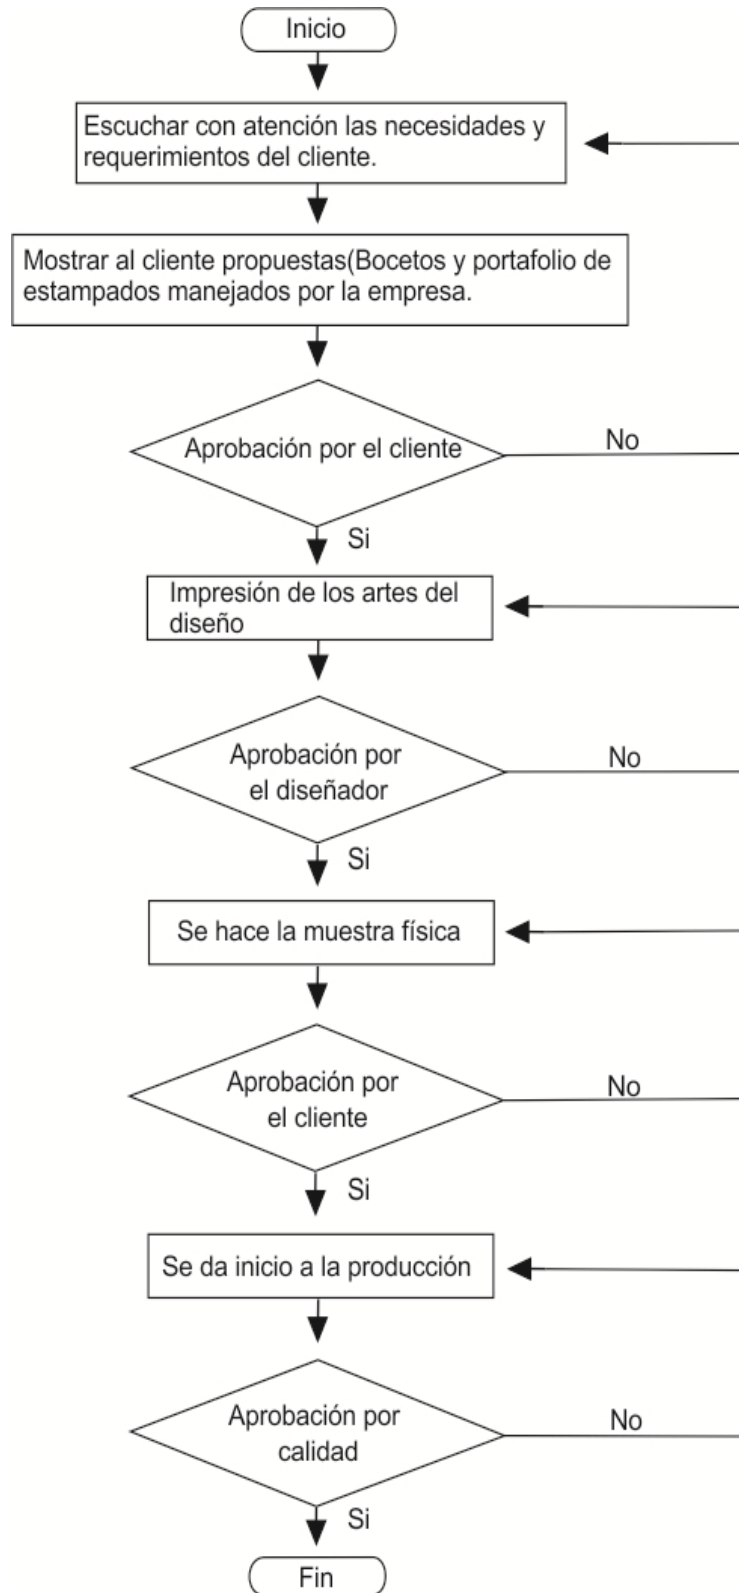 Inicio
Escuchar con atención las necesidades y
requerimientos del cliente.
Mostrar al cliente propuestas(Bocetos y portafolio de
estampados manejados por la empresa.
Aprobación por el cliente
No
Si
Impresión de los artes del
diseño
Aprobación por
el diseñador
No
Si
Se hace la muestra física
Aprobación por
el cliente
No
Si
Se da inicio a la producción
Aprobación por
calidad
No
Si
Fin